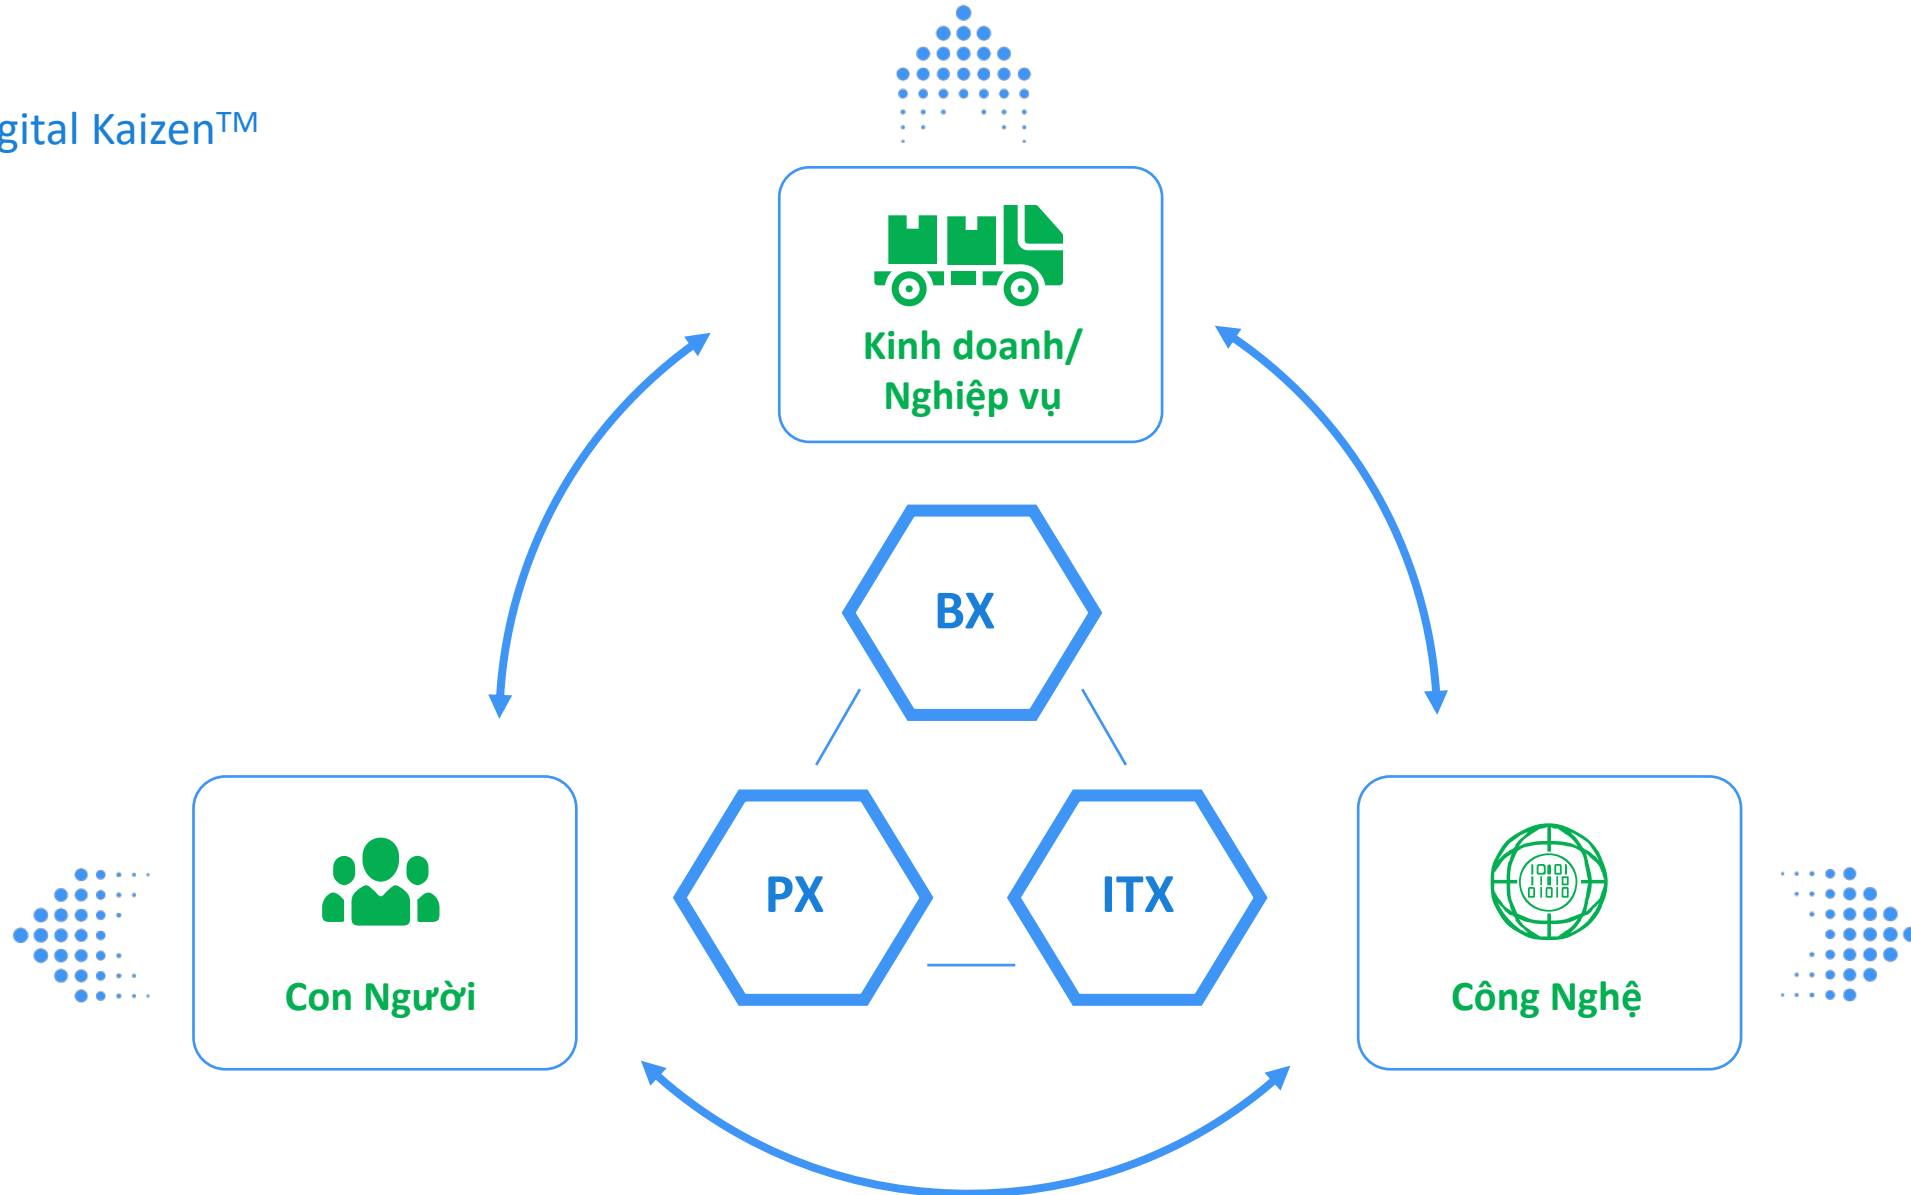 gital Kaizen™
Kinh doanh/
Nghiệp vụ
BX
PX
ITX
Con Người
Công Nghệ